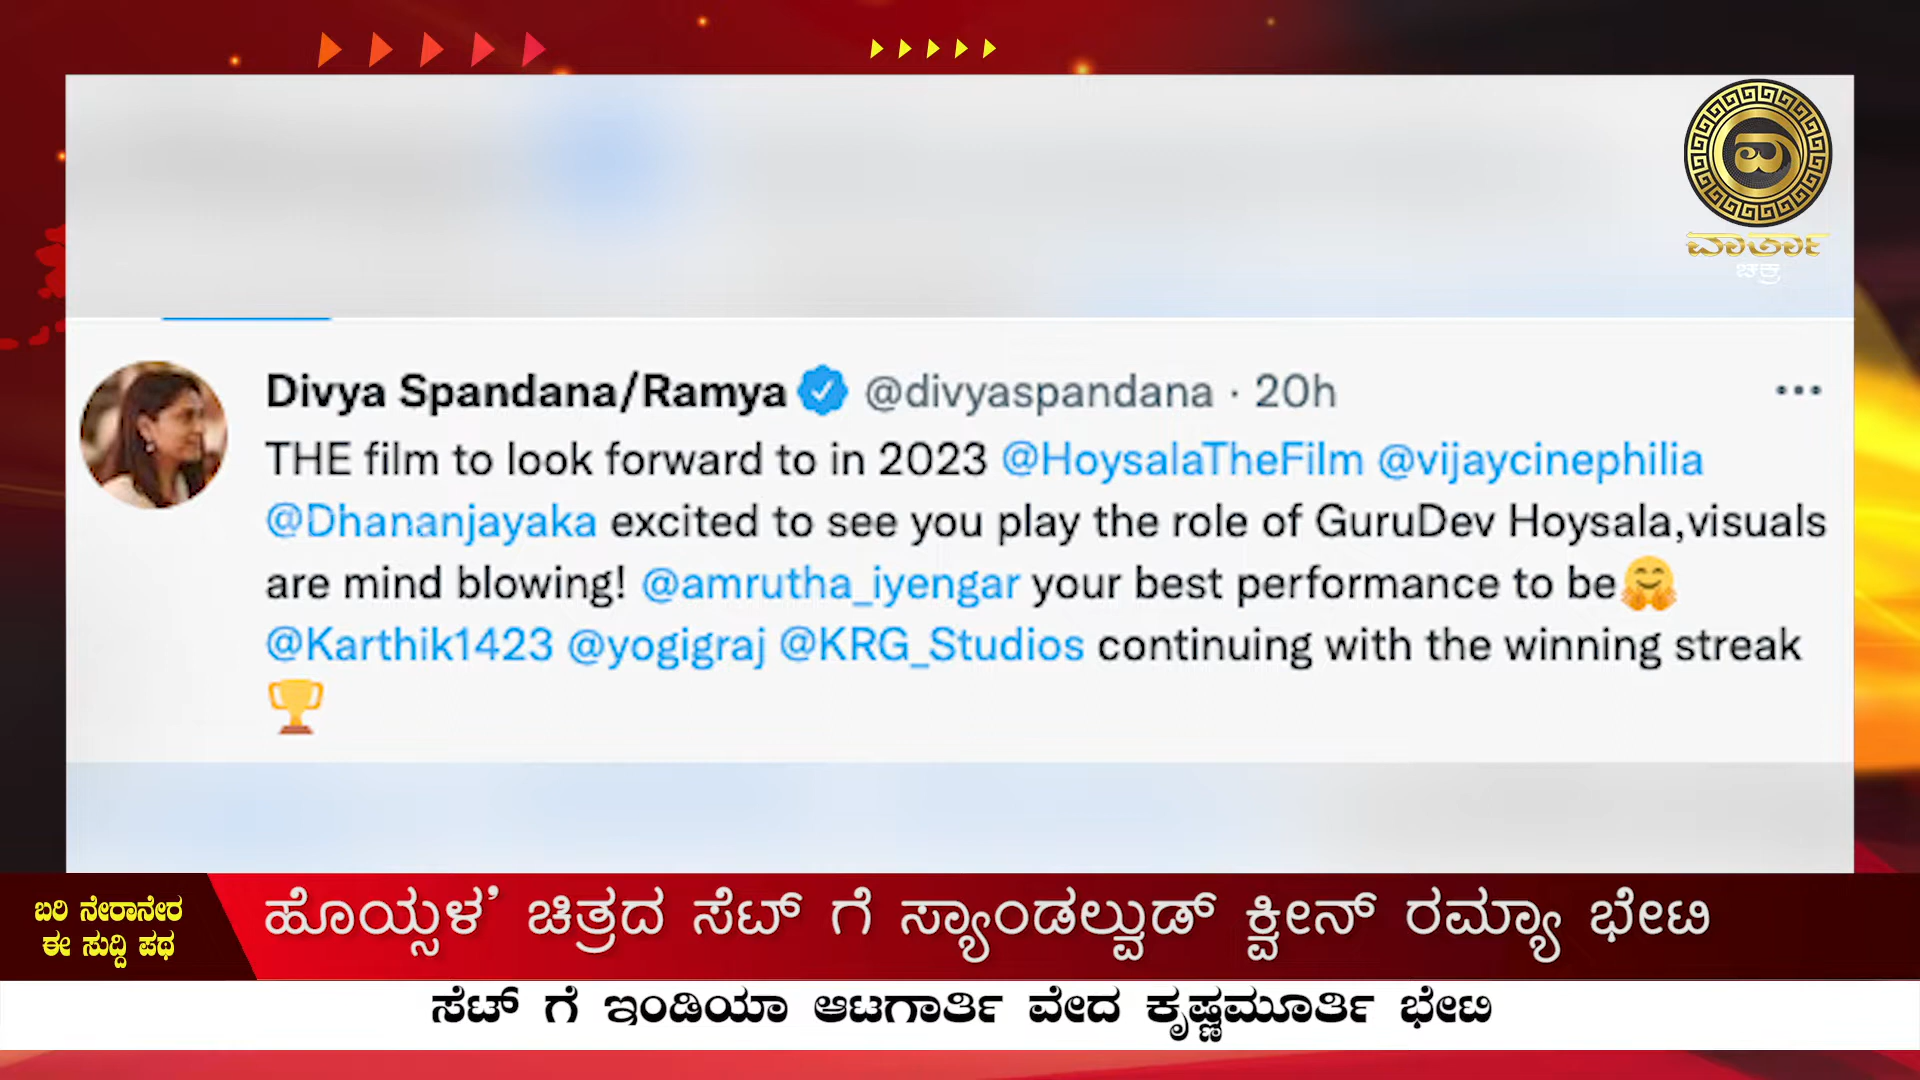 ವಾರ್ತಾ
ಚಕ್ರ
Divya Spandana/Ramya @divyaspandana · 20h
THE film to look forward to in 2023 @HoysalaTheFilm @vijaycinephilia
@Dhananjayaka excited to see you play the role of GuruDev Hoysala,visuals
are mind blowing! @amrutha_iyengar your best performance to be🤗
@Karthik1423 @yogigraj @KRG_Studios continuing with the winning streak
🏆
ಬರಿ ನೇರಾನೇರ
ಈ ಸುದ್ದಿ ಪಥ
ಹೊಯ್ಸಳ’ ಚಿತ್ರದ ಸೆಟ್ ಗೆ ಸ್ಯಾಂಡಲ್ವುಡ್ ಕ್ವೀನ್ ರಮ್ಯಾ ಭೇಟಿ
ಸೆಟ್ ಗೆ ಇಂಡಿಯಾ ಆಟಗಾರ್ತಿ ವೇದ ಕೃಷ್ಣಮೂರ್ತಿ ಭೇಟಿ